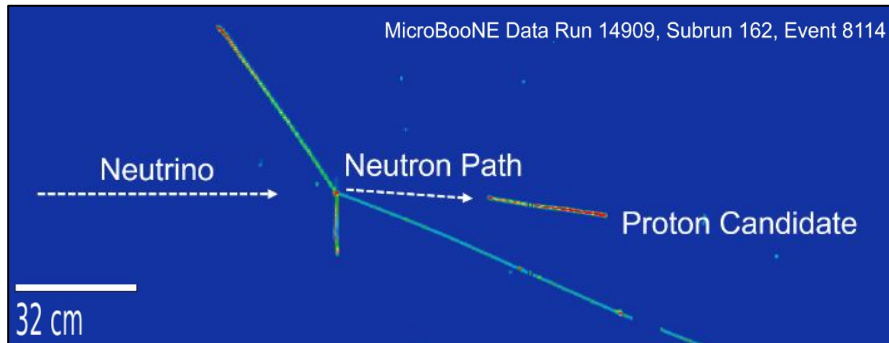 MicroBooNE Data Run 14909, Subrun 162, Event 8114
Neutrino
Neutron Path
Proton Candidate
32 cm